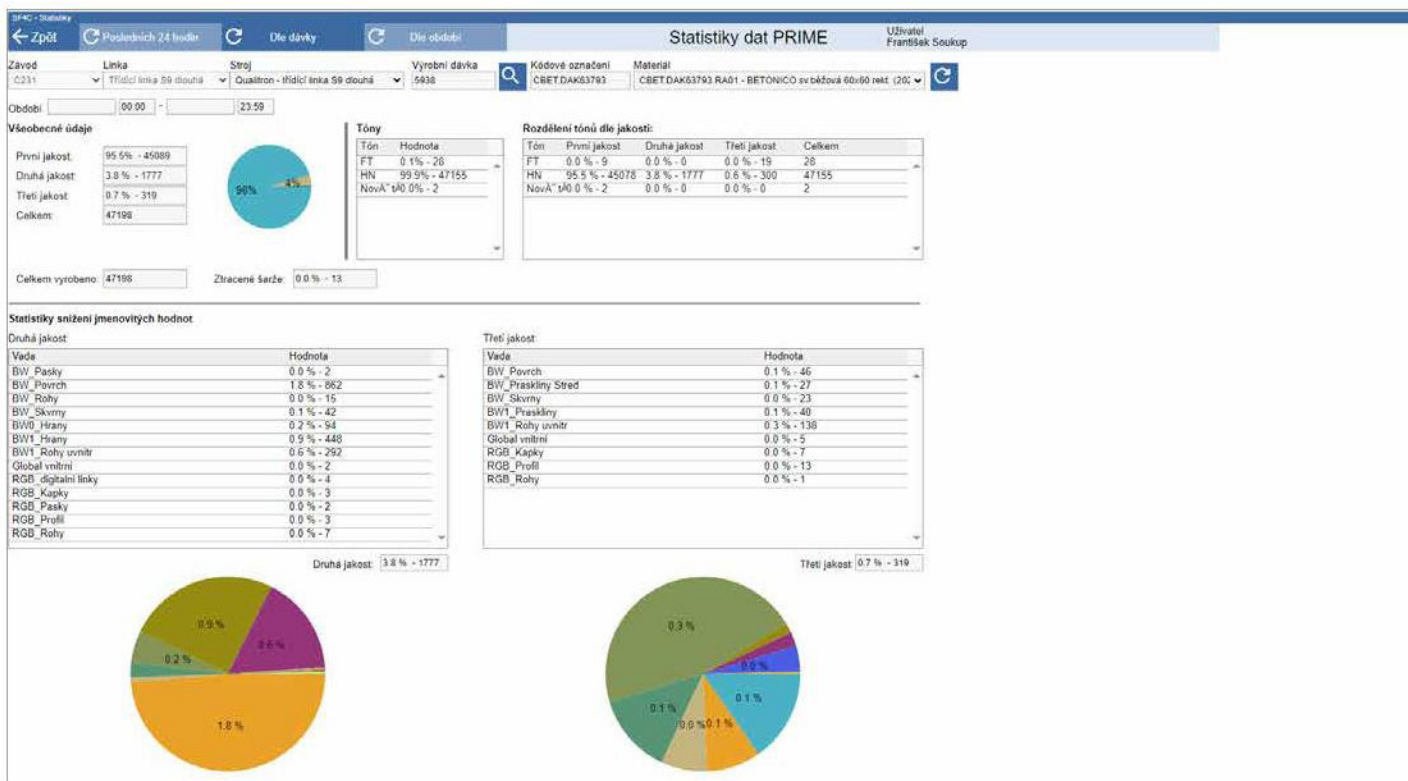 SF4C - Statistiky
Zpět Posledních 24 hodin Dle dávky Dle období Statistiky dat PRIME Uživatel
František Soukup
Závod Linka Stroj Výrobní dávka Kódové označení Materiál
C231 Třídící linka S9 dlouhá Qualitron - třídící linka S9 dlouhá 5938 CBET.DAK63793 CBET.DAK63793.RA01 - BETONICO sv.béžová 60x60 rekt. (202
Období 00:00 - 23:59
Všeobecné údaje
První jakost: 95.5% - 45089
Druhá jakost 3.8 % - 1777
Třetí jakost 0.7 % - 319
Celkem: 47198
96% 4%
Tóny
Tón Hodnota
FT 0.1% - 28
HN 99.9% - 47155
NovÃ˝ tÃ 0.0% - 2
Rozdělení tónů dle jakosti:
Tón První jakost Druhá jakost Třetí jakost Celkem
FT 0.0 % - 9 0.0 % - 0 0.0 % - 19 28
HN 95.5 % - 45078 3.8 % - 1777 0.6 % - 300 47155
NovÃ˝ tÃ 0.0 % - 2 0.0 % - 0 0.0 % - 0 2
Celkem vyrobeno: 47198 Ztracené šarže: 0.0 % - 13
Statistiky snížení jmenovitých hodnot
Druhá jakost
Vada Hodnota
BW_Pasky 0.0 % - 2
BW_Povrch 1.8 % - 862
BW_Rohy 0.0 % - 15
BW_Skvrny 0.1 % - 42
BW0_Hrany 0.2 % - 94
BW1_Hrany 0.9 % - 448
BW1_Rohy uvnitr 0.6 % - 292
Global vnitrní 0.0 % - 2
RGB_digitalni linky 0.0 % - 4
RGB_Kapky 0.0 % - 3
RGB_Pasky 0.0 % - 2
RGB_Profil 0.0 % - 3
RGB_Rohy 0.0 % - 7
Druhá jakost: 3.8 % - 1777
Třetí jakost
Vada Hodnota
BW_Povrch 0.1 % - 46
BW_Praskliny Stred 0.1 % - 27
BW_Skvrny 0.0 % - 23
BW1_Praskliny 0.1 % - 40
BW1_Rohy uvnitr 0.3 % - 138
Global vnitrní 0.0 % - 5
RGB_Kapky 0.0 % - 7
RGB_Profil 0.0 % - 13
RGB_Rohy 0.0 % - 1
Třetí jakost 0.7 % - 319
0.9 %
0.6 %
0.2 %
1.8 %
0.3 %
0.0 %
0.1 %
0.1 %
0.0 % 0.1 %